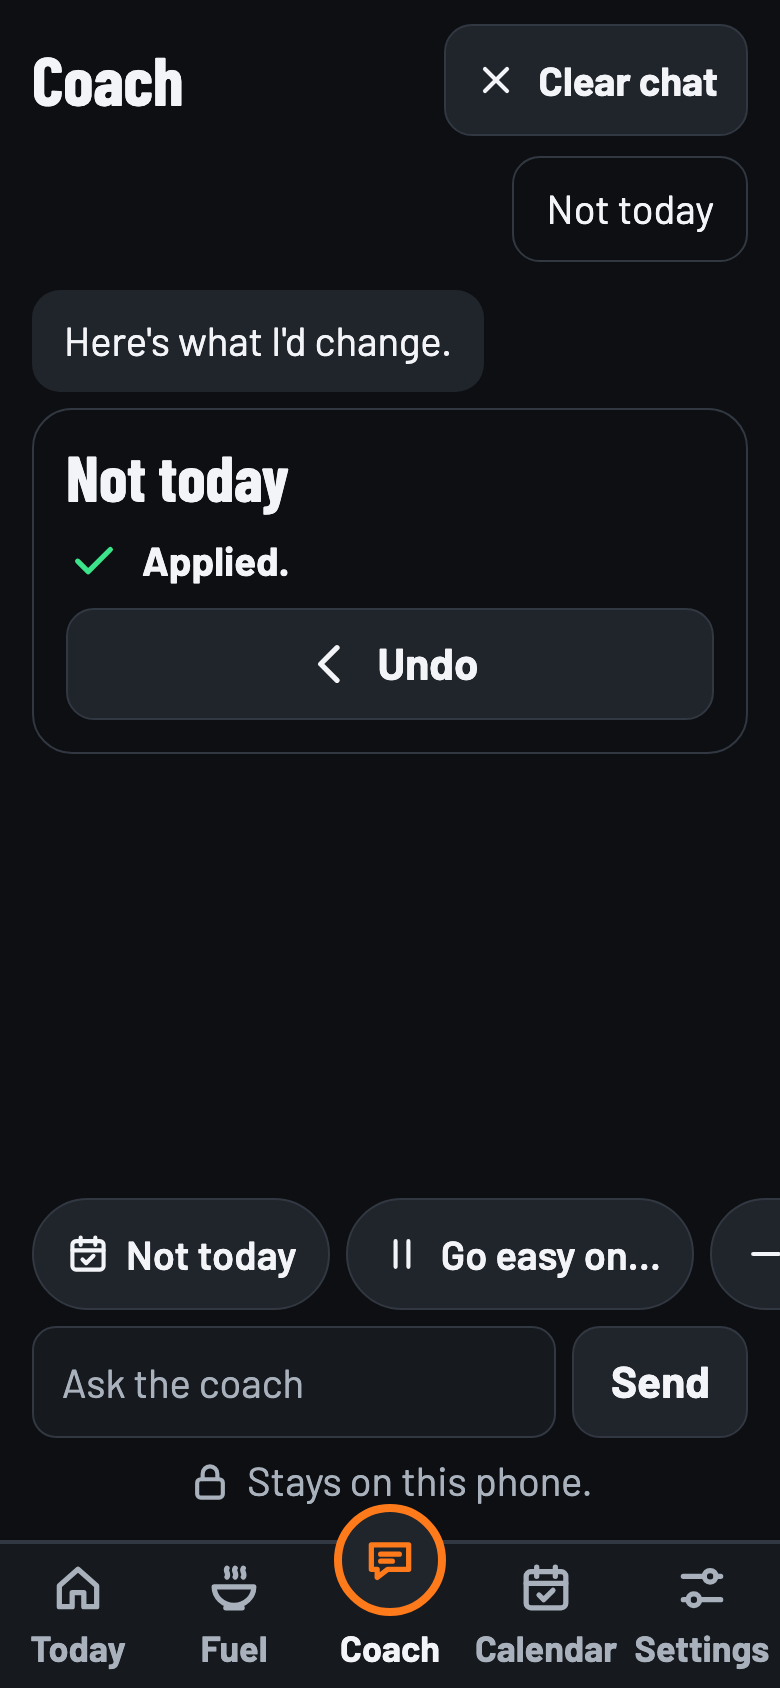 Coach
Clear chat
Not today
Here's what I'd change.
Not today
Applied.
Undo
Not today
Go easy on...
Ask the coach
Send
Stays on this phone.
Today
Fuel
Coach
Calendar
Settings